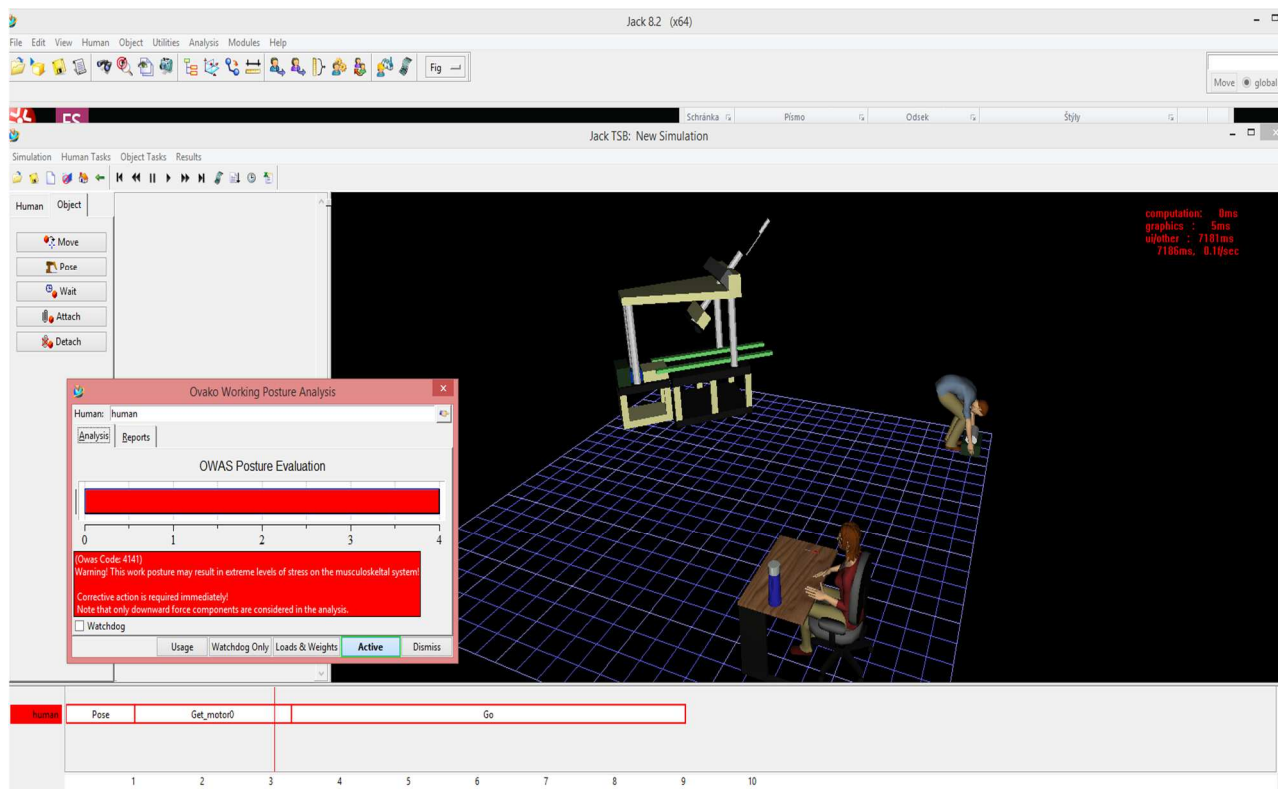 Jack 8.2 (x64)
File Edit View Human Object Utilities Analysis Modules Help
Fig
Move global
ES
Schránka Písmo Odsek Štýly
Jack TSB: New Simulation
Simulation Human Tasks Object Tasks Results
Human Object
Move
Pose
Wait
Attach
Detach
computation: 0ms
graphics : 5ms
ui/other : 7181ms
7186ms, 0.1f/sec
Ovako Working Posture Analysis
Human: human
Analysis Reports
OWAS Posture Evaluation
0 1 2 3 4
(Owas Code: 4141)
Warning! This work posture may result in extreme levels of stress on the musculoskeltal system!
Corrective action is required immediately!
Note that only downward force components are considered in the analysis.
Watchdog
Usage Watchdog Only Loads & Weights Active Dismiss
human Pose Get_motor0 Go
1 2 3 4 5 6 7 8 9 10